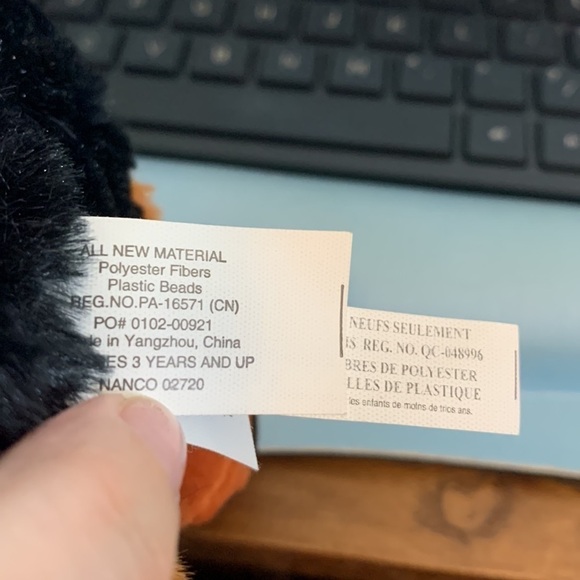 ALL NEW MATERIAL
Polyester Fibers
Plastic Beads
REG.NO.PA-16571 (CN)
PO# 0102-00921
in Yangzhou, China
3 YEARS AND UP
NANCO 02720
NEUFS SEULEMENT
REG. NO. QC-048996
DE POLYESTER
DE PLASTIQUE
les enfants de moins de trios ans.